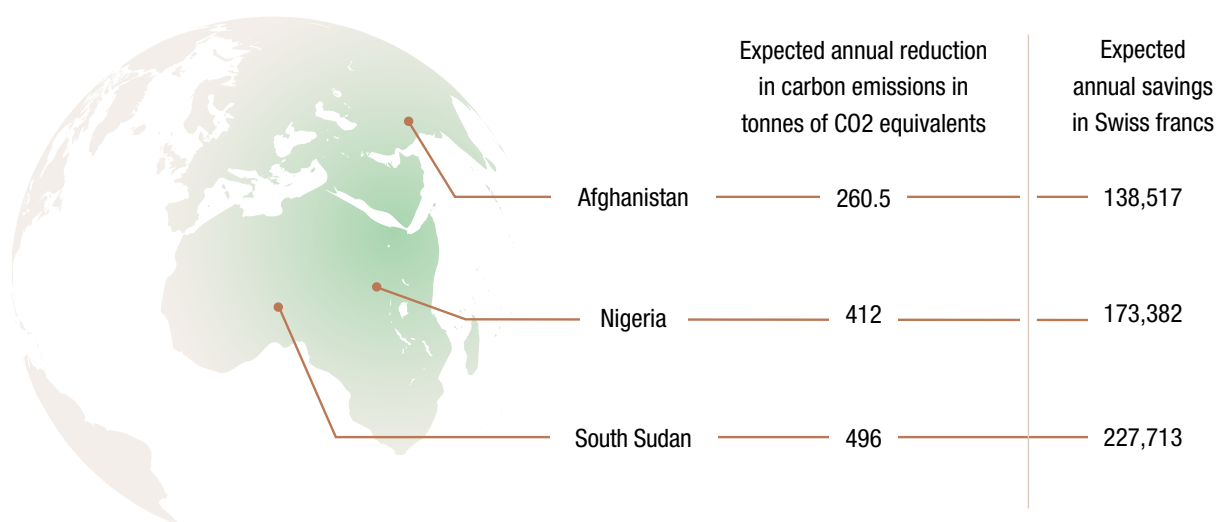 Expected annual reduction
in carbon emissions in
tonnes of CO2 equivalents
Expected
annual savings
in Swiss francs
Afghanistan 260.5 138,517
Nigeria 412 173,382
South Sudan 496 227,713